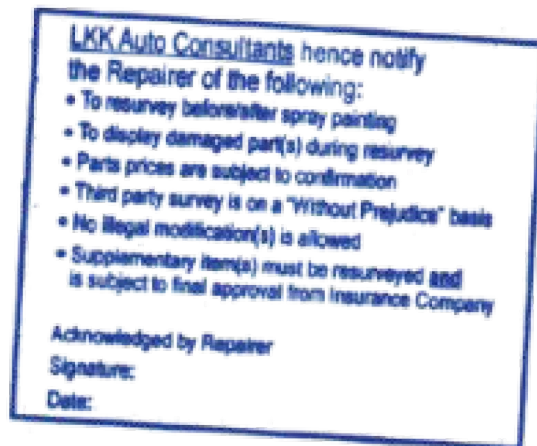 LKK Auto Consultants hence notify
the Repairer of the following:
• To resurvey before/after spray painting
• To display damaged part(s) during resurvey
• Parts prices are subject to confirmation
• Third party survey is on a "Without Prejudice" basis
• No illegal modification(s) is allowed
• Supplementary item(s) must be resurveyed and
is subject to final approval from Insurance Company
Acknowledged by Repairer
Signature:
Date: